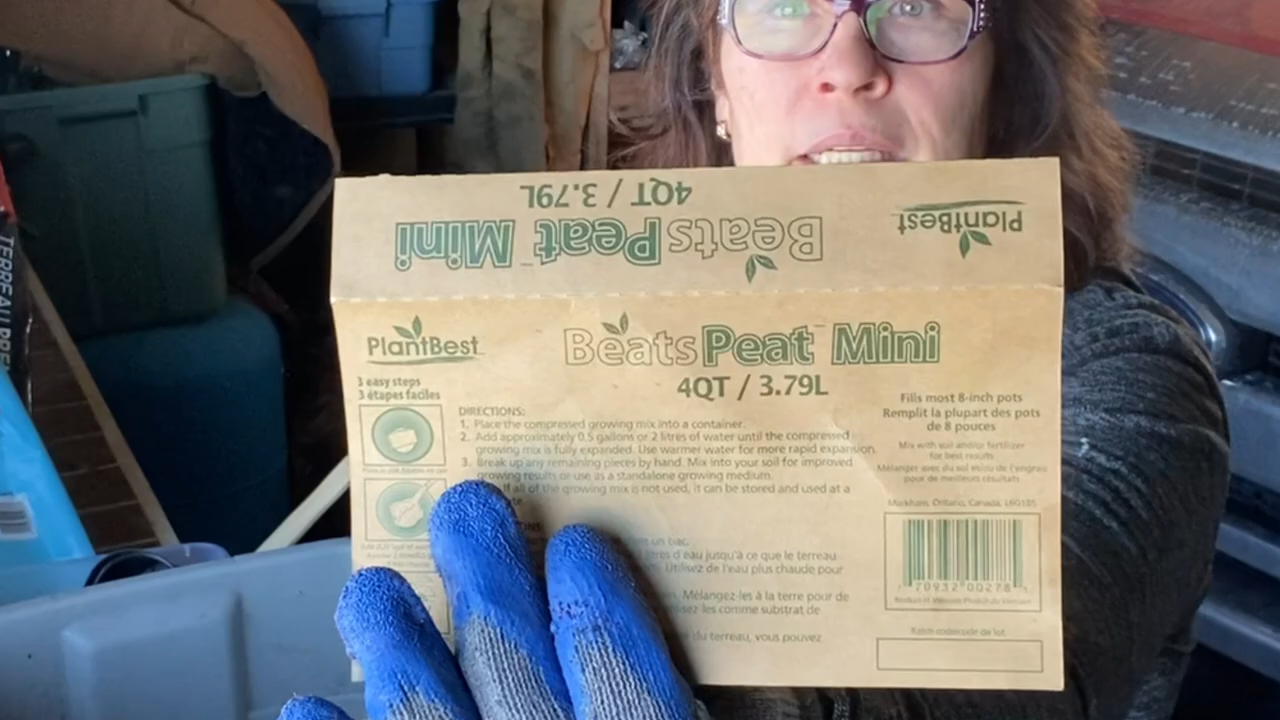 4QT / 3.79L
Beats Peat™ Mini
PlantBest
PlantBest
Beats Peat™ Mini
4QT / 3.79L
3 easy steps
3 étapes faciles
DIRECTIONS:
1. Place the compressed growing mix into a container.
2. Add approximately 0.5 gallons or 2 litres of water until the compressed
growing mix is fully expanded. Use warmer water for more rapid expansion.
3. Break up any remaining pieces by hand. Mix into your soil for improved
growing results or use as a standalone growing medium.
If all of the growing mix is not used, it can be stored and used at a
un bac.
d'eau jusqu'à ce que le terreau
Utilisez de l'eau plus chaude pour
Mélangez-les à la terre pour de
les comme substrat de
du terreau, vous pouvez
Fills most 8-inch pots
Remplit la plupart des pots
de 8 pouces
Mix with soil and/or fertilizer
for best results
Mélanger avec du sol et/ou de l'engrais
pour de meilleurs résultats
Markham, Ontario, Canada, L6G1B5
70932 00278
TERREAU